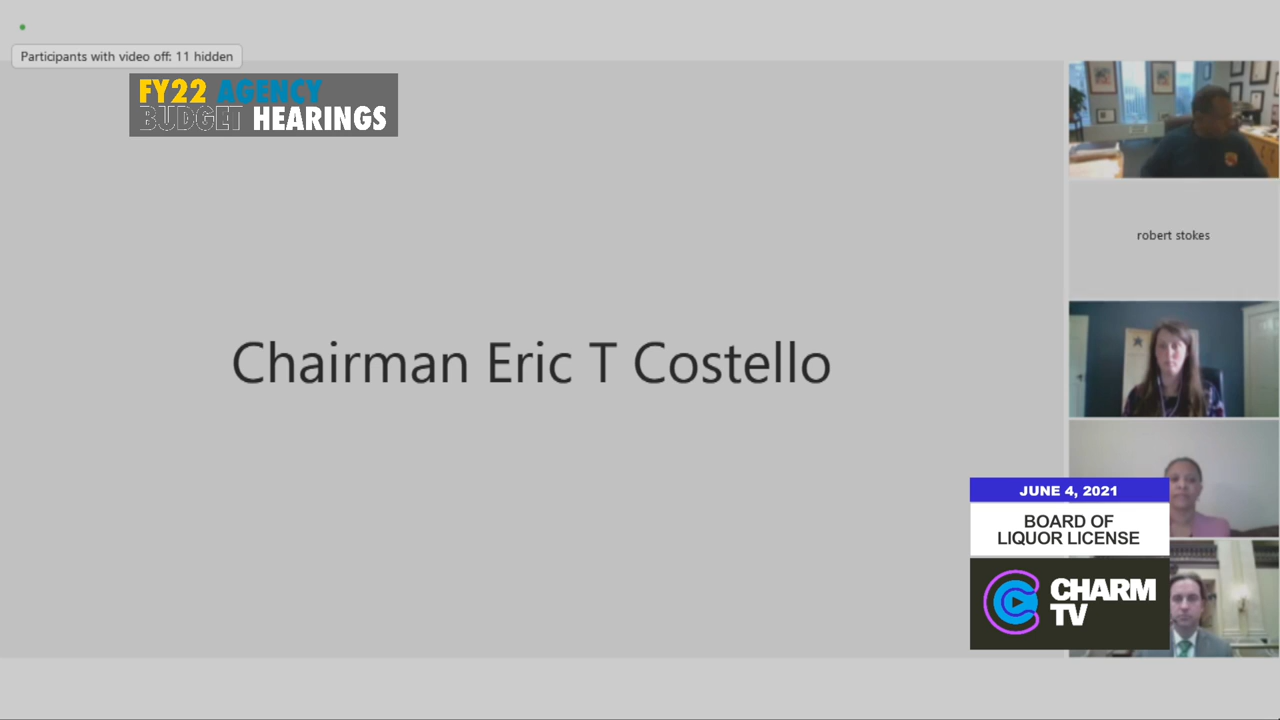 Participants with video off: 11 hidden
FY22 AGENCY
BUDGET HEARINGS
robert stokes
Chairman Eric T Costello
JUNE 4, 2021
BOARD OF
LIQUOR LICENSE
CHARM
TV